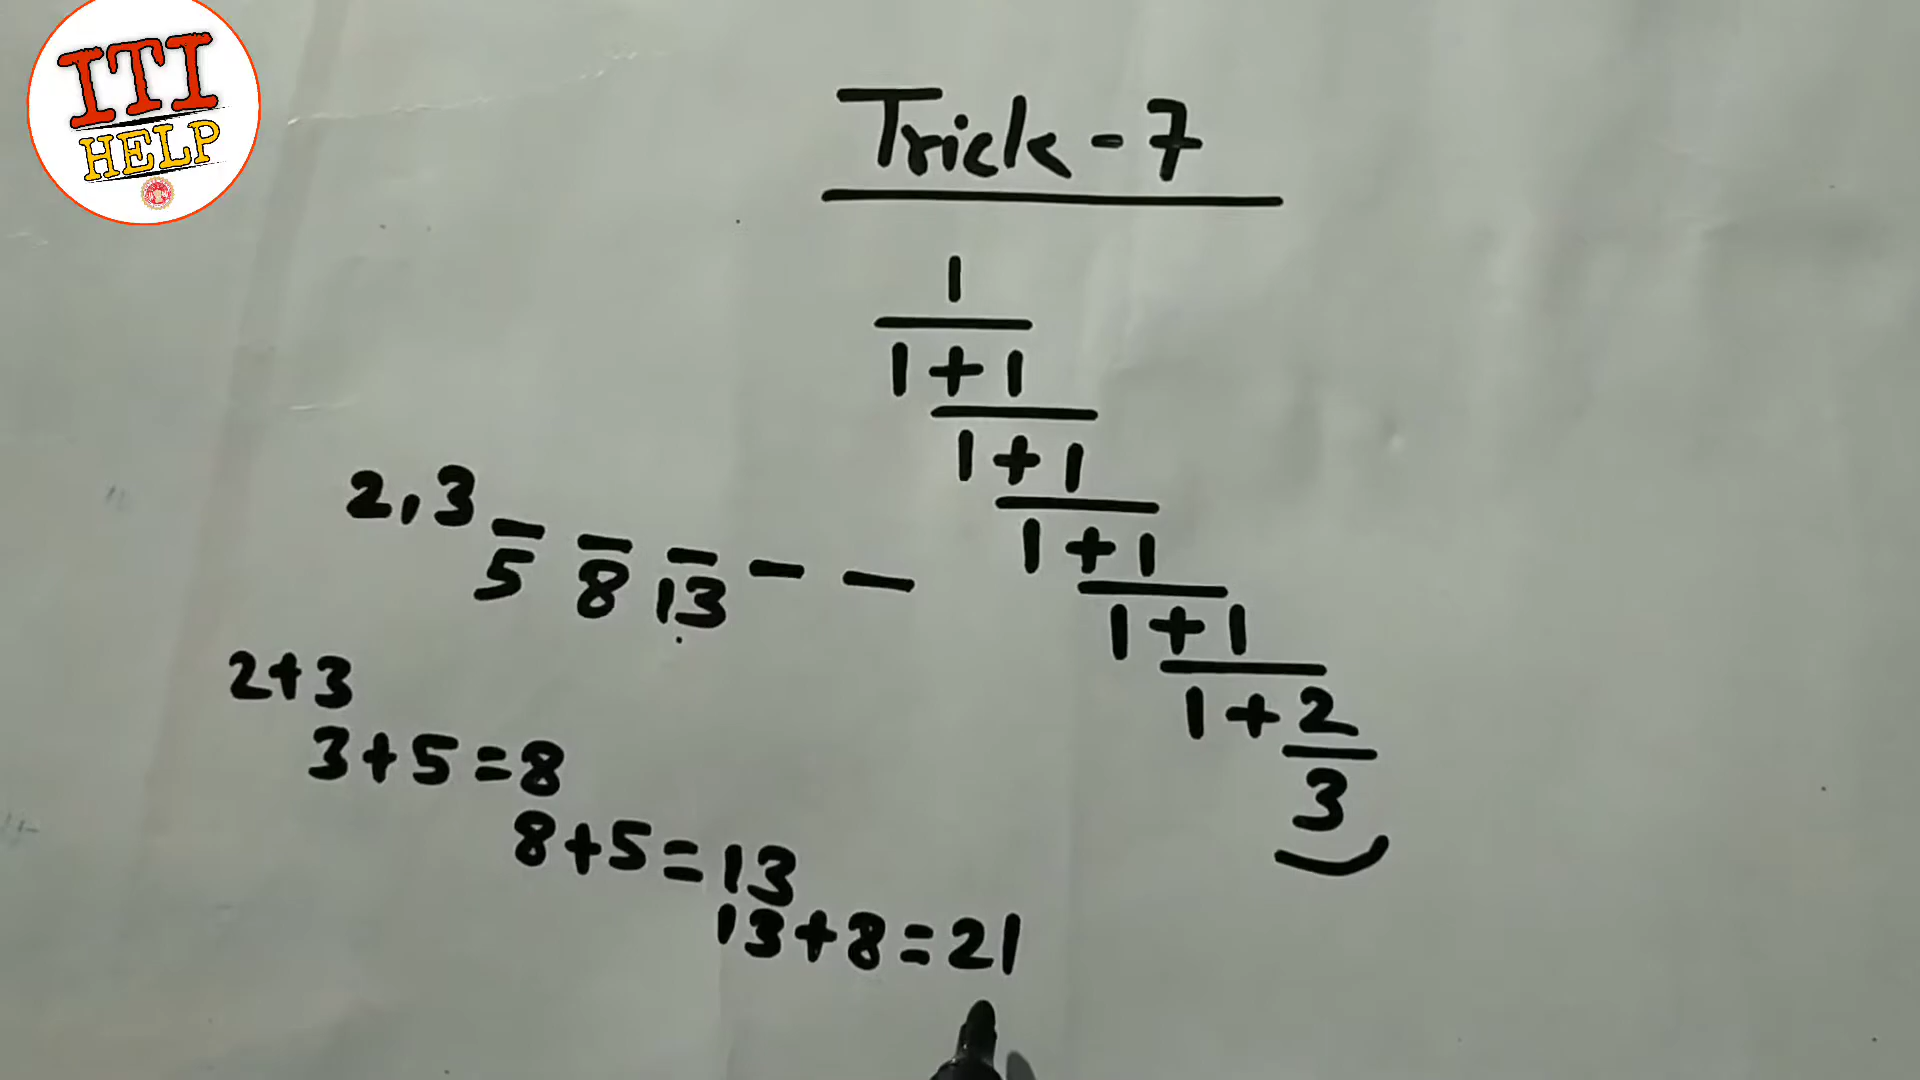 ITI
HELP
Trick - 7
1
1 + 1
1 + 1
1 + 1
1 + 1
1 + 2
3
2, 3 _ _ _ _ _
5 8 13
2+3
3+5=8
8+5=13
13+8=21